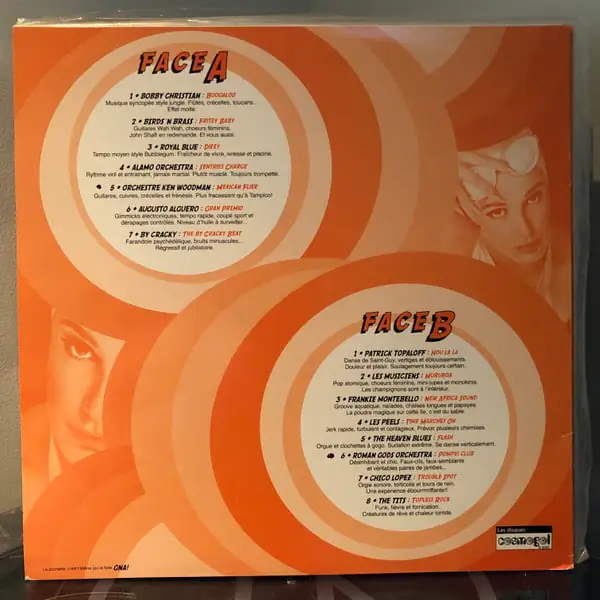 FACE A
1 • BOBBY CHRISTIAN : BOOGALOO
Musique syncopée style jungle. Flûtes, crécelles, toucans...
Effet moite.
2 • BIRDS 'N BRASS : FRITZY BABY
Guitares Wah Wah, choeurs féminins,
John Shaft en redemande. Et vous aussi.
3 • ROYAL BLUE : DIZZY
Tempo moyen style Bubblegum. Fraîcheur de vivre, ivresse et piscine.
4 • ALAMO ORCHESTRA : SENTRIES CHARGE
Rythme viril et entrainant, jamais martial. Plutôt musclé. Toujours trompette.
5 • ORCHESTRE KEN WOODMAN : MEXICAN FLIER
Guitares, cuivres, crécelles et frénésie. Plus fracassant qu'à Tampico!
6 • AUGUSTO ALGUERO : GRAN PREMIO
Gimmicks électroniques, tempo rapide, coupé sport et
dérapages contrôlés. Niveau d'huile à surveiller...
7 • BY CRACKY : THE BY CRACKY BEAT
Farandole psychédélique, bruits minuscules...
Régressif et jubilatoire.
FACE B
1 • PATRICK TOPALOFF : HOU LA LA
Danse de Saint-Guy, vertiges et éblouissements.
Douleur et plaisir. Soulagement toujours certain.
2 • LES MUSICIENS : MURUROA
Pop atomique, choeurs féminins, mini-jupes et monokinis.
Les champignons sont à l'intérieur.
3 • FRANKIE MONTEBELLO : NEW AFRICA SOUND
Groove aquatique, naïades, chaises longues et papayes.
La poudre magique sur cette île, c'est du sable.
4 • LES PEELS : TIME MARCHES ON
Jerk rapide, turbulent et contagieux. Prévoir plusieurs chemises.
5 • THE HEAVEN BLUES : FLASH
Orgue et clochettes à gogo. Sudation extrême. Se danse verticalement.
6 • ROMAN GODS ORCHESTRA : POMPEI CLUB
Désinhibant et chic. Faux-cils, faux-semblants
et véritables paires de jambes...
7 • CHICO LOPEZ : TROUBLE SPOT
Orgie sonore, torticolis et tours de rein.
Une expérience ébourrrriffante!!
8 • THE TITS : TOPLESS ROCK
Funk, fièvre et fornication.
Créatures de rêve et chaleur torride.
Les disques
cosmogol
GNA!